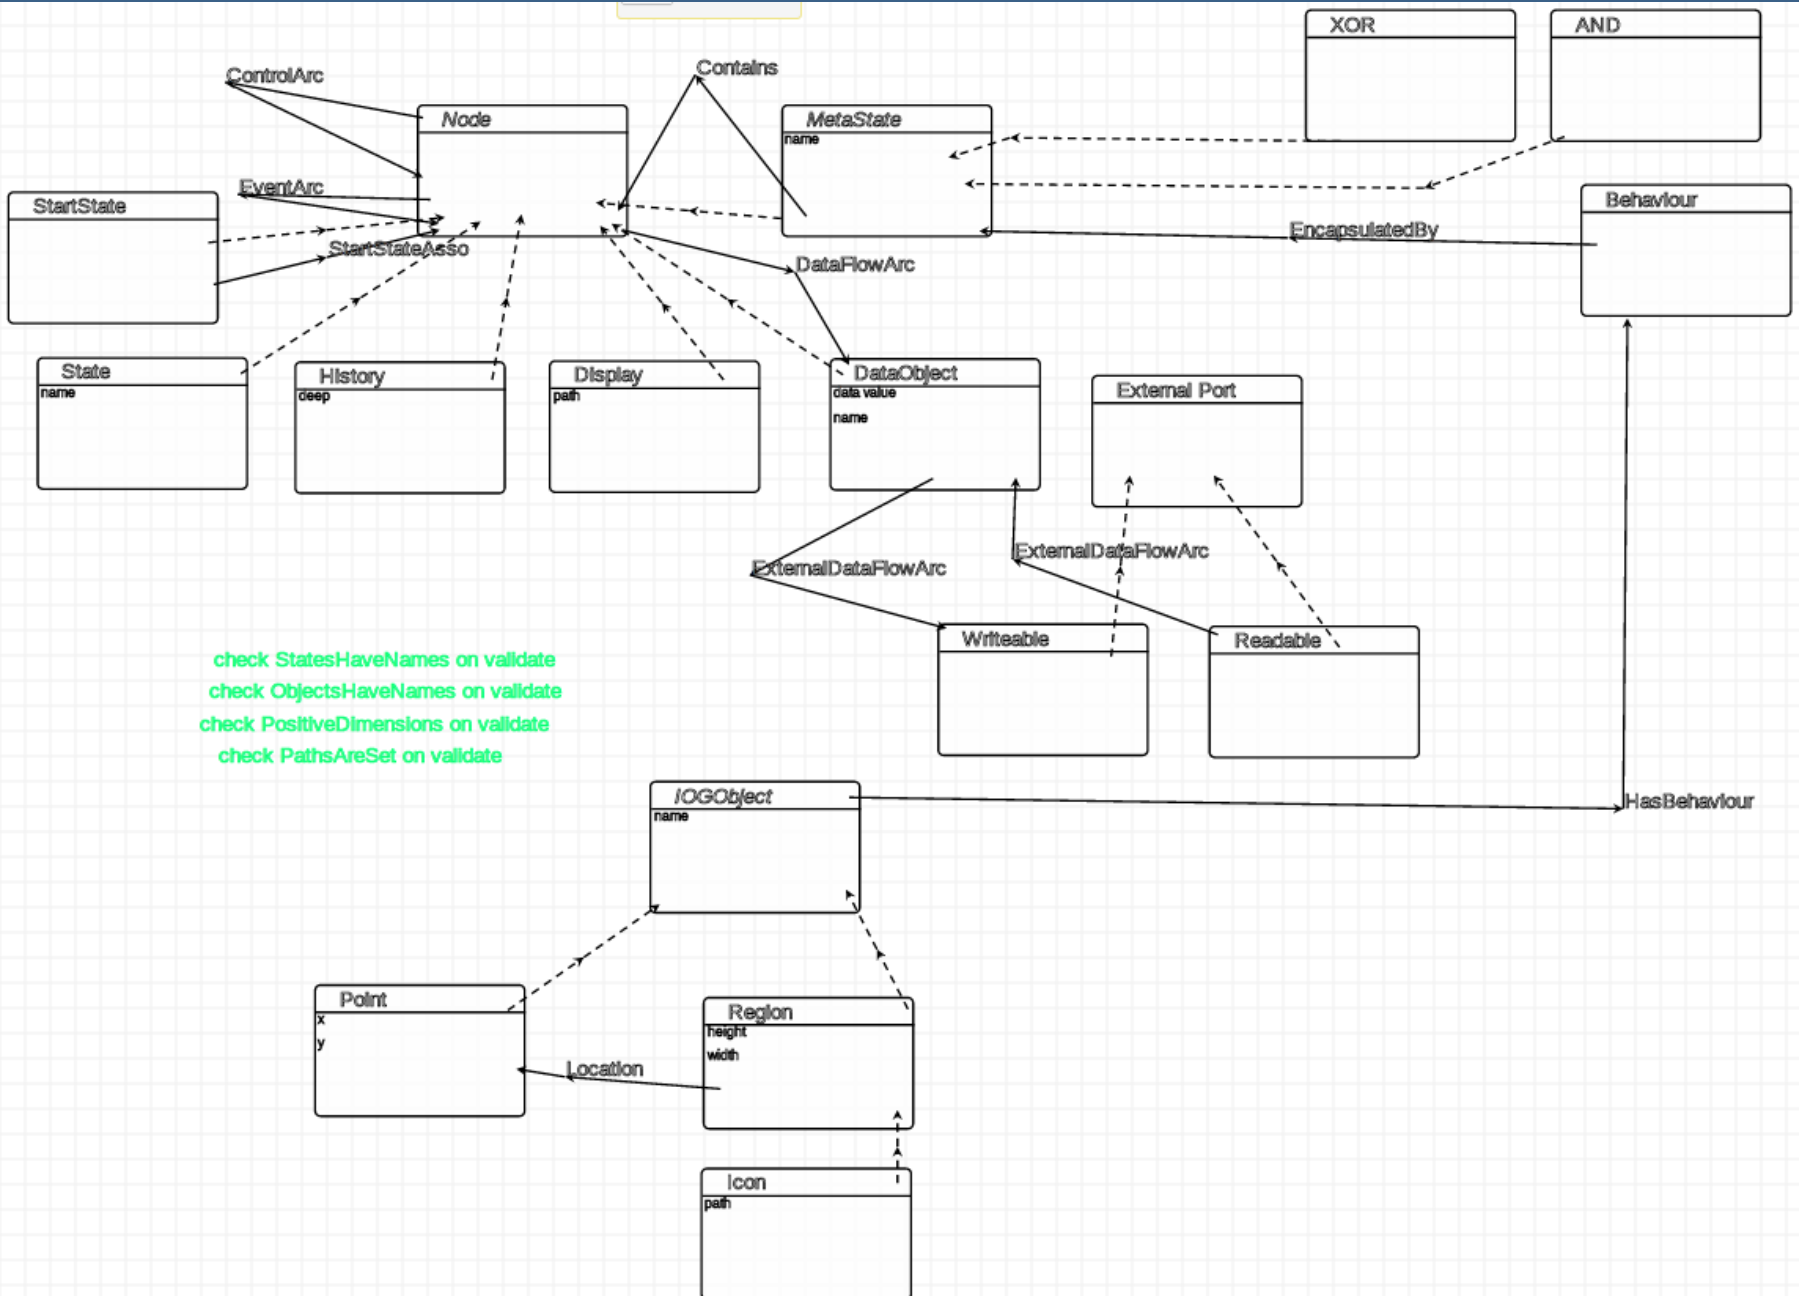 XOR
AND
Contains
ControlArc
Node
MetaState
name
EventArc
StartState
Behaviour
EncapsulatedBy
StartStateAsso
DataFlowArc
State
name
History
deep
Display
path
DataObject
data value
name
External Port
ExternalDataFlowArc
ExternalDataFlowArc
Writeable
Readable
check StatesHaveNames on validate
check ObjectsHaveNames on validate
check PositiveDimensions on validate
check PathsAreSet on validate
IOGObject
name
HasBehaviour
Point
x
y
Region
height
width
Location
Icon
path